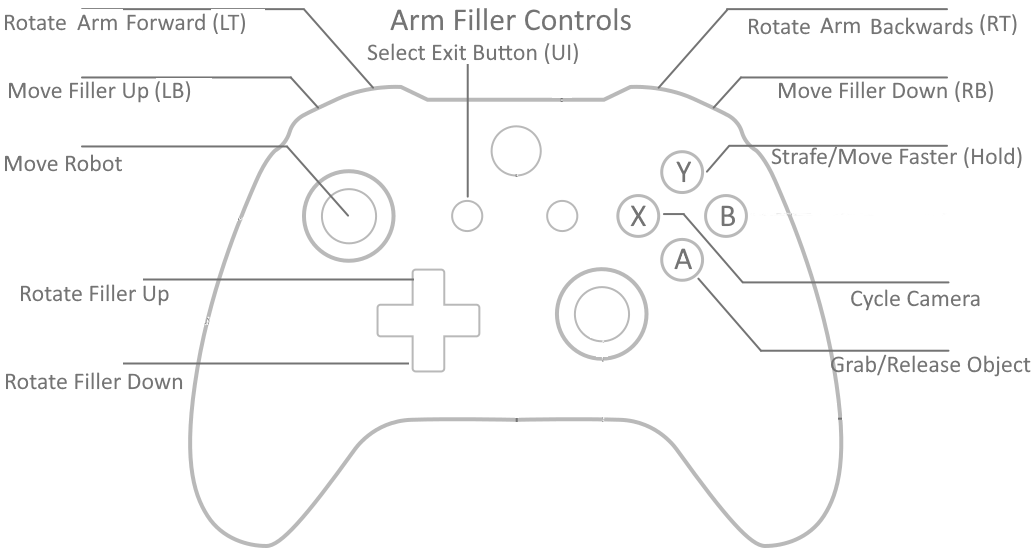 Arm Filler Controls
Rotate Arm Forward (LT)
Select Exit Button (UI)
Rotate Arm Backwards (RT)
Move Filler Up (LB)
Move Filler Down (RB)
Move Robot
Strafe/Move Faster (Hold)
Y
X
B
A
Rotate Filler Up
Cycle Camera
Rotate Filler Down
Grab/Release Object